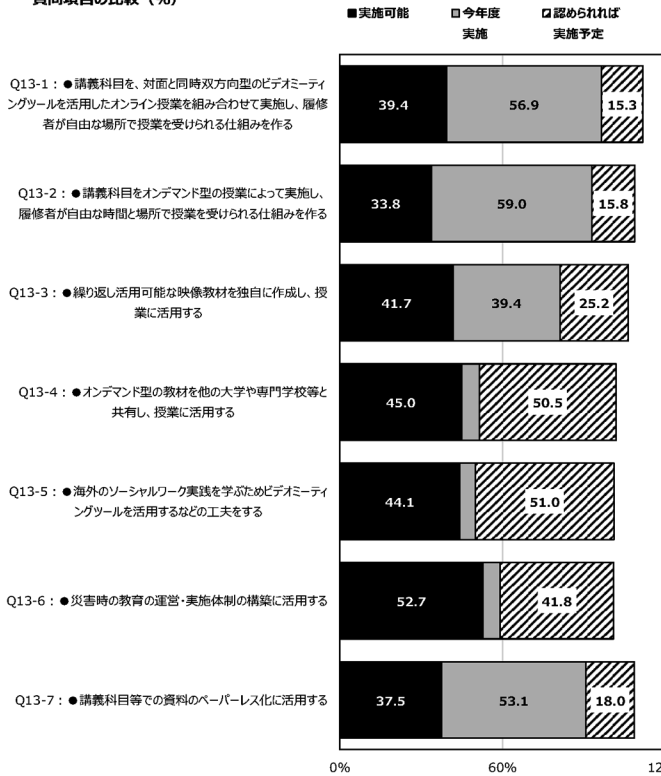 質問項目の比較（%）
■実施可能 ■今年度実施 認められれば実施予定
Q13-1：●講義科目を、対面と同時双方向型のビデオミーティ
ングツールを活用したオンライン授業を組み合わせて実施し、履修
者が自由な場所で授業を受けられる仕組みを作る
39.4 56.9 15.3
Q13-2：●講義科目をオンデマンド型の授業によって実施し、
履修者が自由な時間と場所で授業を受けられる仕組みを作る
33.8 59.0 15.8
Q13-3：●繰り返し活用可能な映像教材を独自に作成し、授
業に活用する
41.7 39.4 25.2
Q13-4：●オンデマンド型の教材を他の大学や専門学校等と
共有し、授業に活用する
45.0 50.5
Q13-5：●海外のソーシャルワーク実践を学ぶためビデオミーティ
ングツールを活用するなどの工夫をする
44.1 51.0
Q13-6：●災害時の教育の運営・実施体制の構築に活用する
52.7 41.8
Q13-7：●講義科目等での資料のペーパーレス化に活用する
37.5 53.1 18.0
0% 60% 12